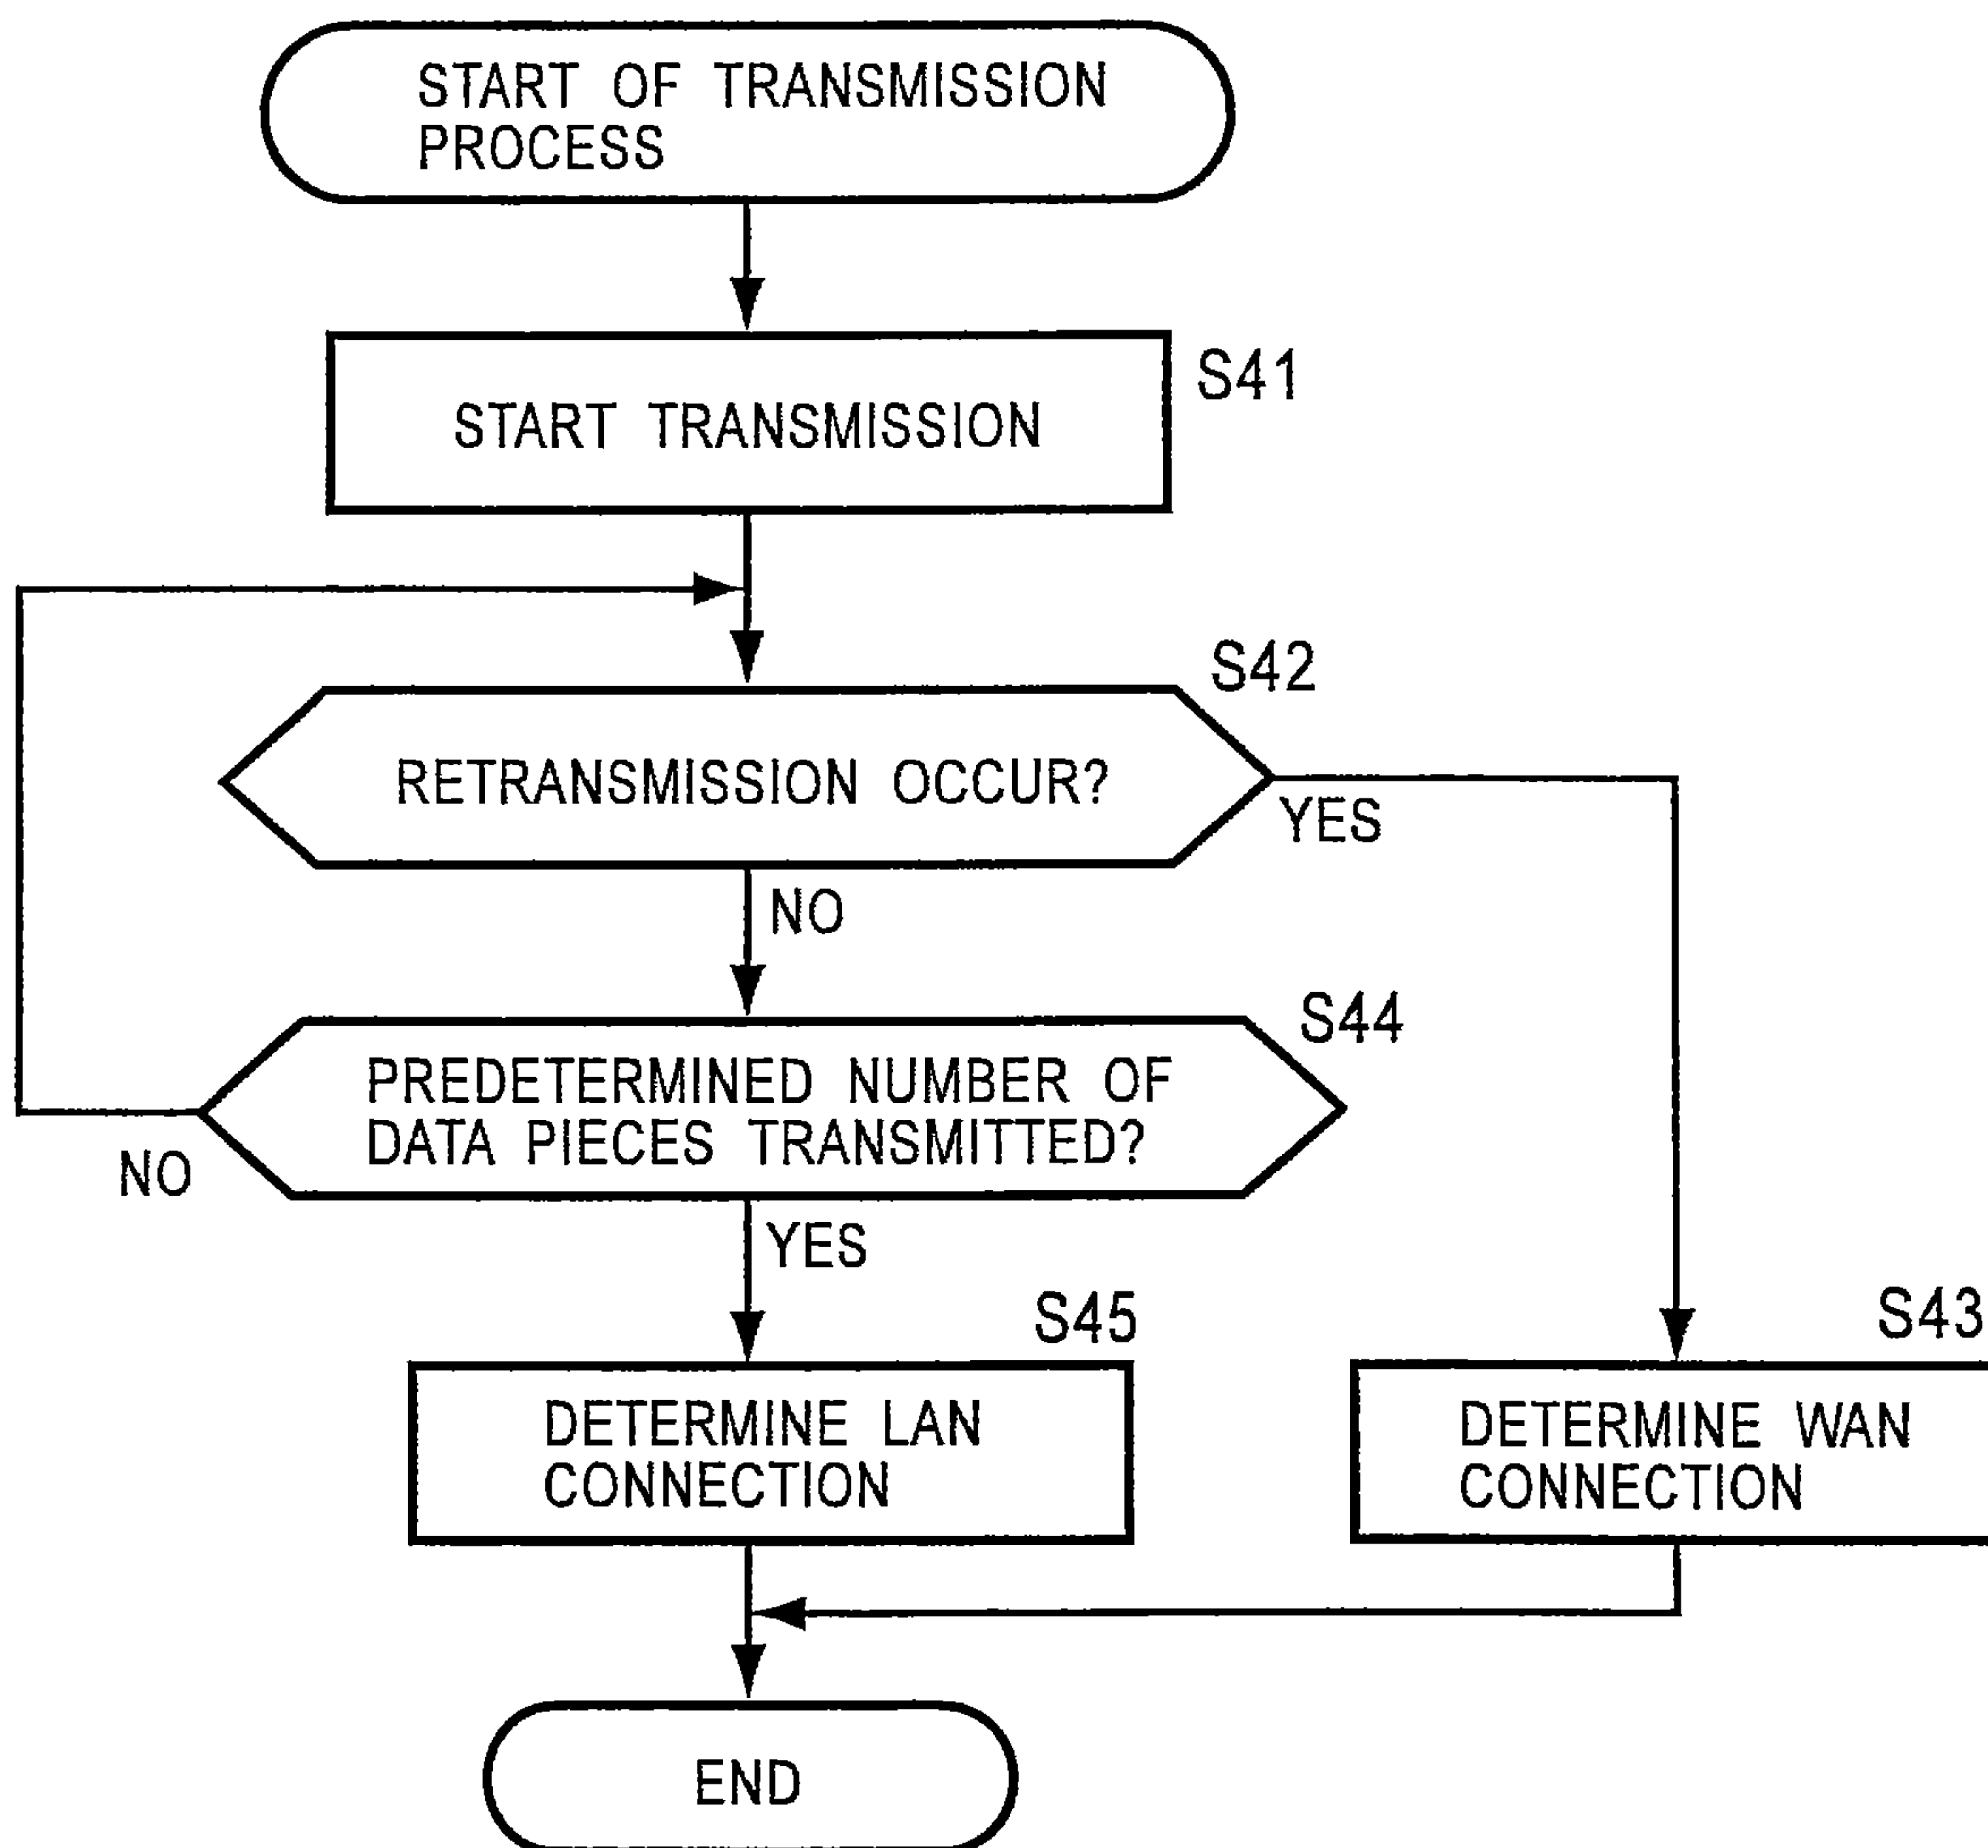 START OF TRANSMISSION
PROCESS
S41
START TRANSMISSION
S42
RETRANSMISSION OCCUR?
YES
NO
S44
PREDETERMINED NUMBER OF
DATA PIECES TRANSMITTED?
NO
YES
S45
S43
DETERMINE LAN
CONNECTION
DETERMINE WAN
CONNECTION
END